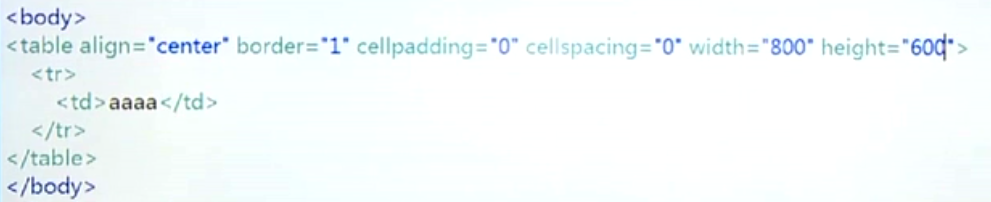 <body>
<table align="center" border="1" cellpadding="0" cellspacing="0" width="800" height="600">
<tr>
<td>aaaa</td>
</tr>
</table>
</body>